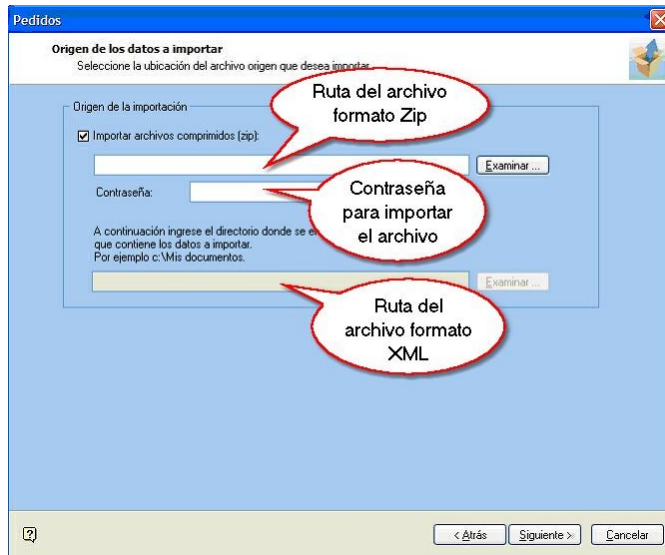 Pedidos
Origen de los datos a importar
Seleccione la ubicación del archivo origen que desea importar.
Ruta del archivo
formato Zip
Origen de la importación
Importar archivos comprimidos (zip):
Examinar ...
Contraseña:
Contraseña
para importar
el archivo
A continuación ingrese el directorio donde se
que contiene los datos a importar.
Por ejemplo c:\Mis documentos.
Examinar ...
Ruta del
archivo formato
XML
?
< Atrás
Siguiente >
Cancelar